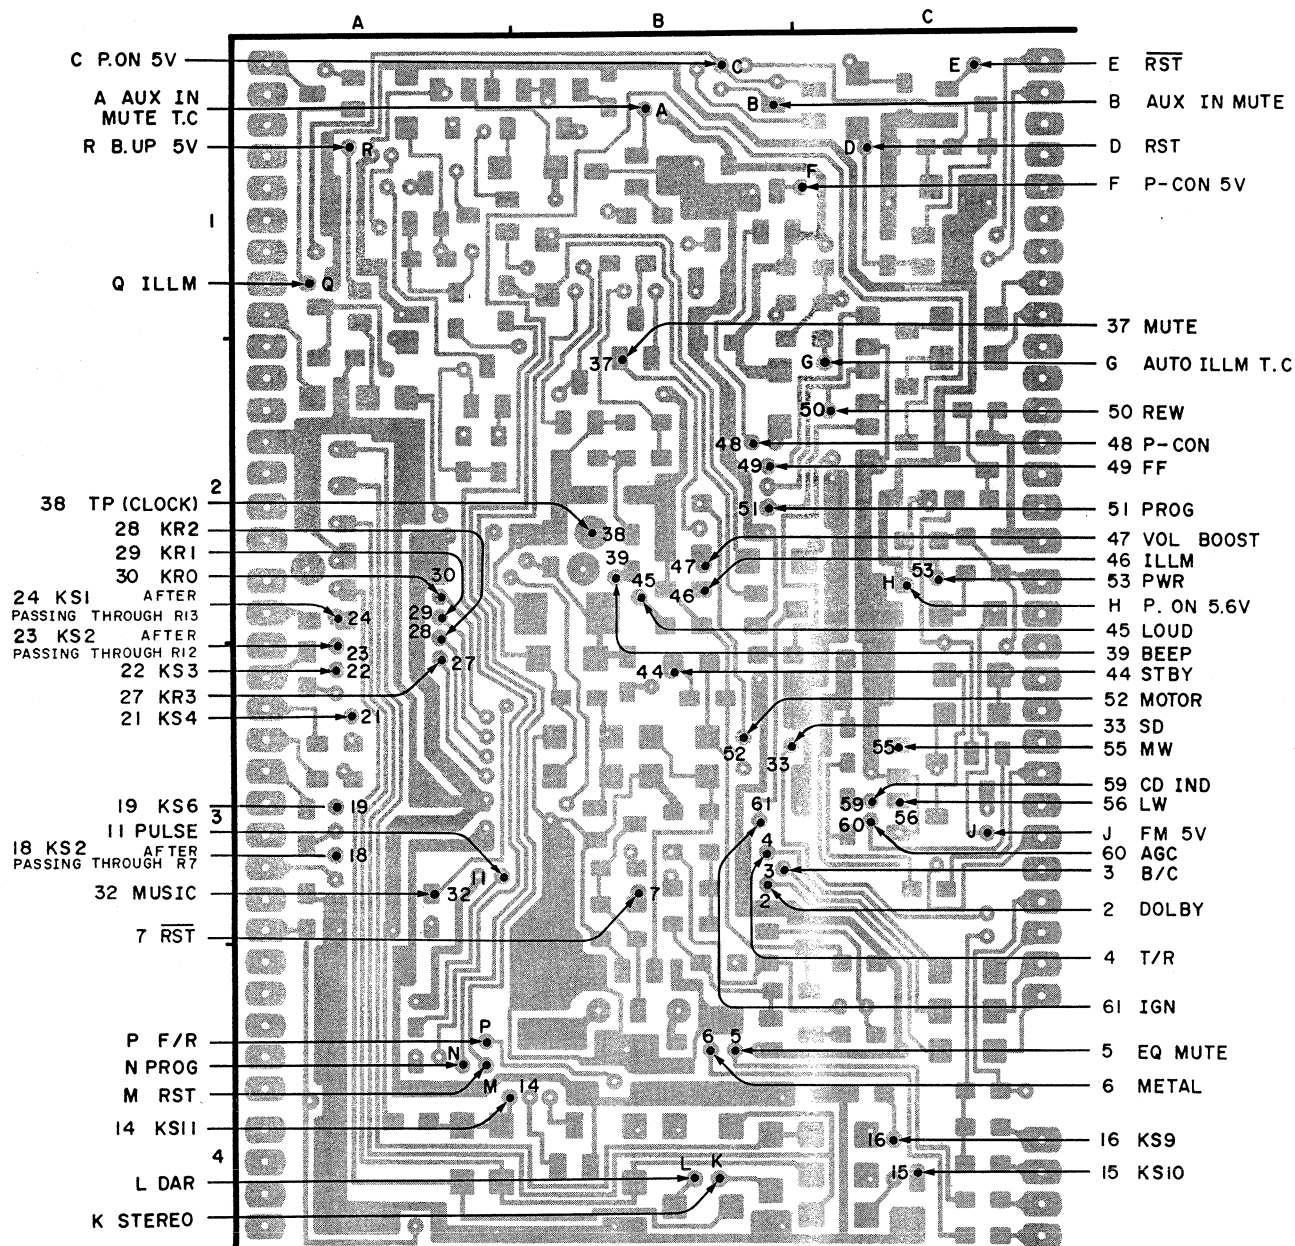 A B C
C P.ON 5V
A AUX IN
MUTE T.C
R B.UP 5V
1
Q ILLM
2
38 TP (CLOCK)
28 KR2
29 KR1
30 KR0
24 KS1 AFTER
PASSING THROUGH R13
23 KS2 AFTER
PASSING THROUGH R12
22 KS3
27 KR3
21 KS4
19 KS6
3
11 PULSE
18 KS2 AFTER
PASSING THROUGH R7
32 MUSIC
7 RST
P F/R
N PROG
M RST
14 KS11
4
L DAR
K STEREO
C
A
B
E
R
D
F
Q
37
G
50
48
49
51
38
39
47
45
46
53
H
30
29
28
27
24
23
22
21
44
52
33
55
59
56
60
J
61
4
3
2
19
18
11
32
7
P
N
M
14
6 5
16
15
L K
E RST
B AUX IN MUTE
D RST
F P-CON 5V
37 MUTE
G AUTO ILLM T.C
50 REW
48 P-CON
49 FF
51 PROG
47 VOL BOOST
46 ILLM
53 PWR
H P. ON 5.6V
45 LOUD
39 BEEP
44 STBY
52 MOTOR
33 SD
55 MW
59 CD IND
56 LW
J FM 5V
60 AGC
3 B/C
2 DOLBY
4 T/R
61 IGN
5 EQ MUTE
6 METAL
16 KS9
15 KS10